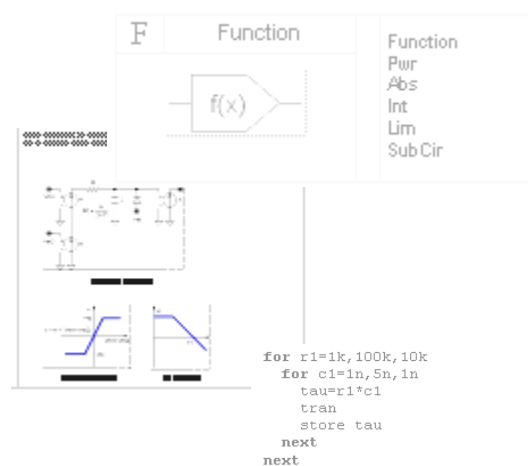 F
Function
f(x)
Function
Pwr
Abs
Int
Lim
SubCir
for r1=1k,100k,10k
for c1=1n,5n,1n
tau=r1*c1
tran
store tau
next
next